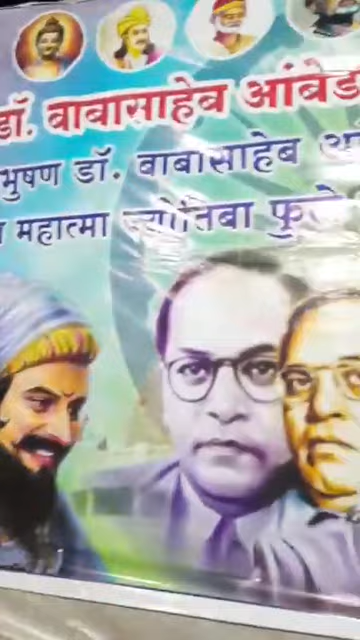 डॉ. बाबासाहेब आंबेड
भुषण डॉ. बाबासाहेब
महात्मा ज्योतिबा फुले